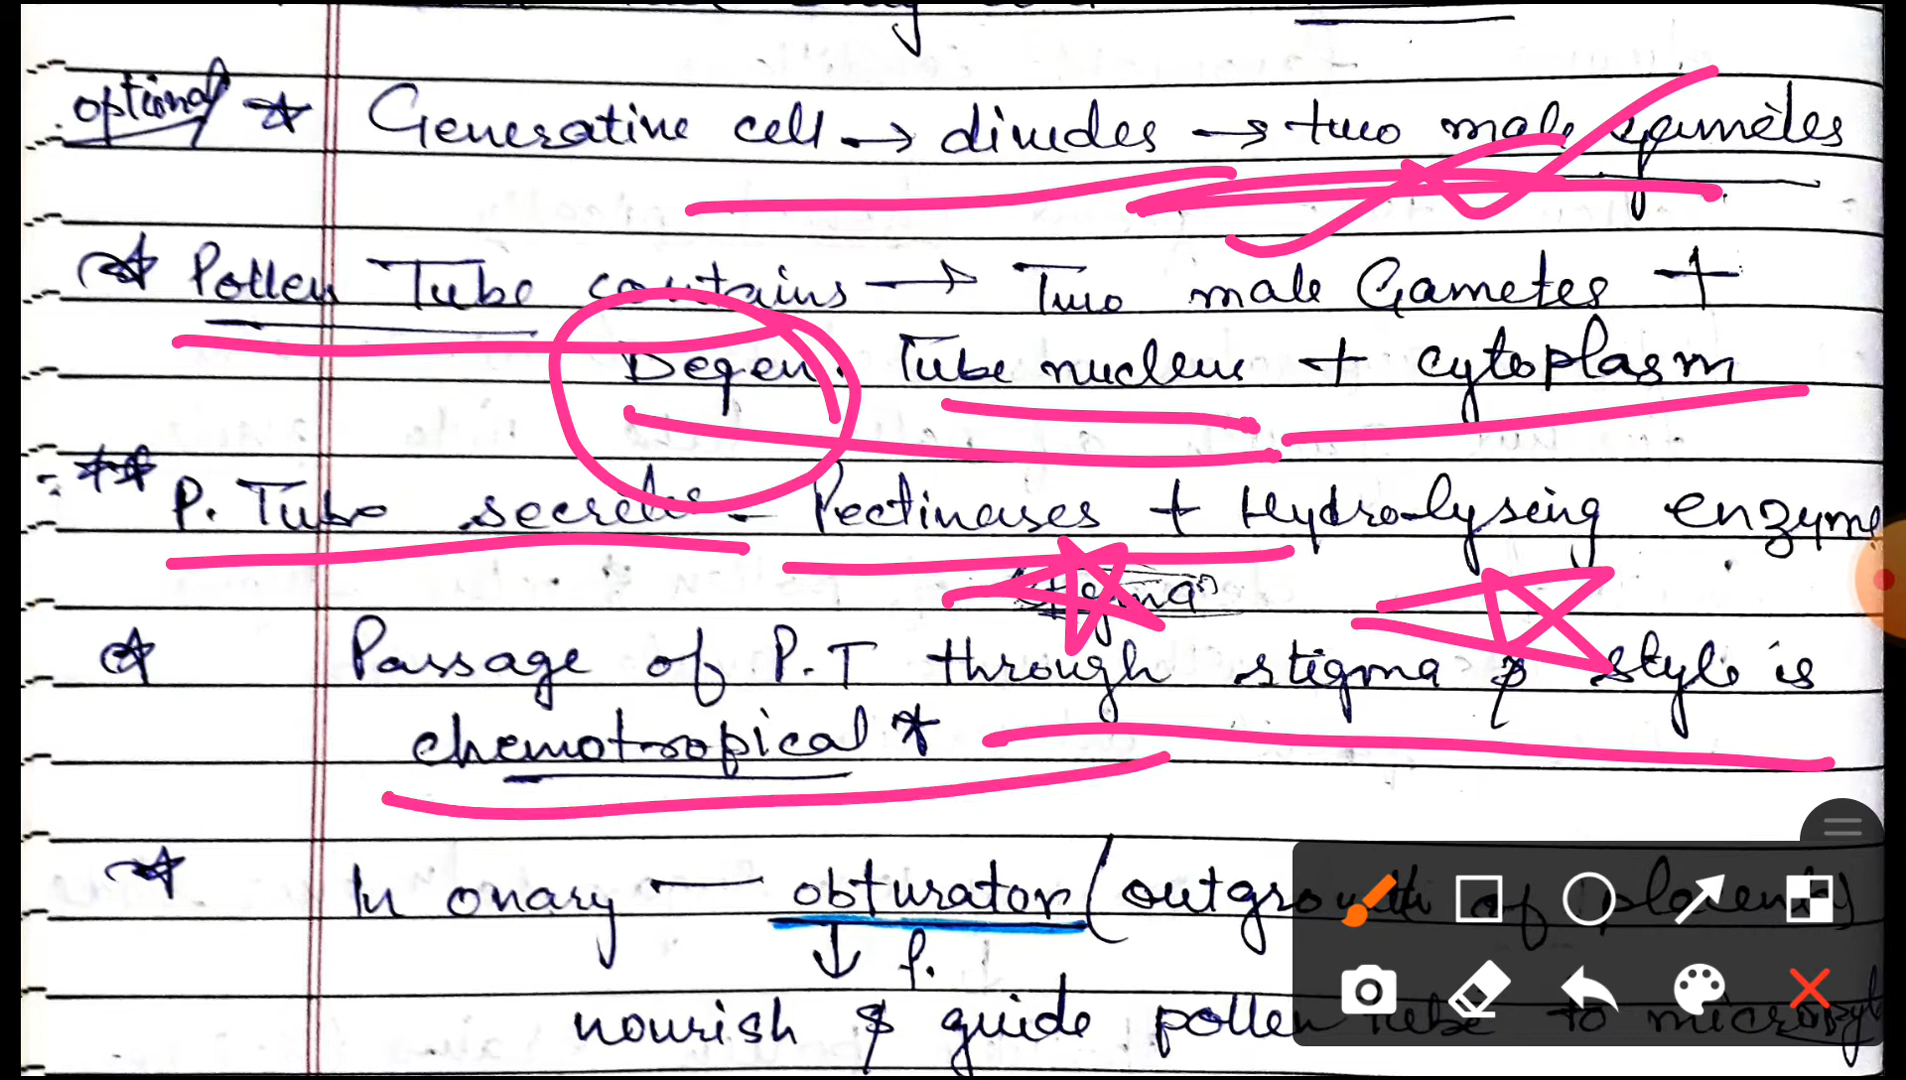 optional ☆ Generative cell → divides → two male gametes
☆ Pollen Tube contains → Two male Gametes +
Degen. Tube nucleus + cytoplasm
** P. Tube secretes - Pectinases + Hydrolysing enzyme
stigma
☆ Passage of P.T through stigma & style is
chemotropical *
☆ In ovary — obturator (outgrowth of placenta)
↓ f.
nourish & guide pollen tube to micropyl